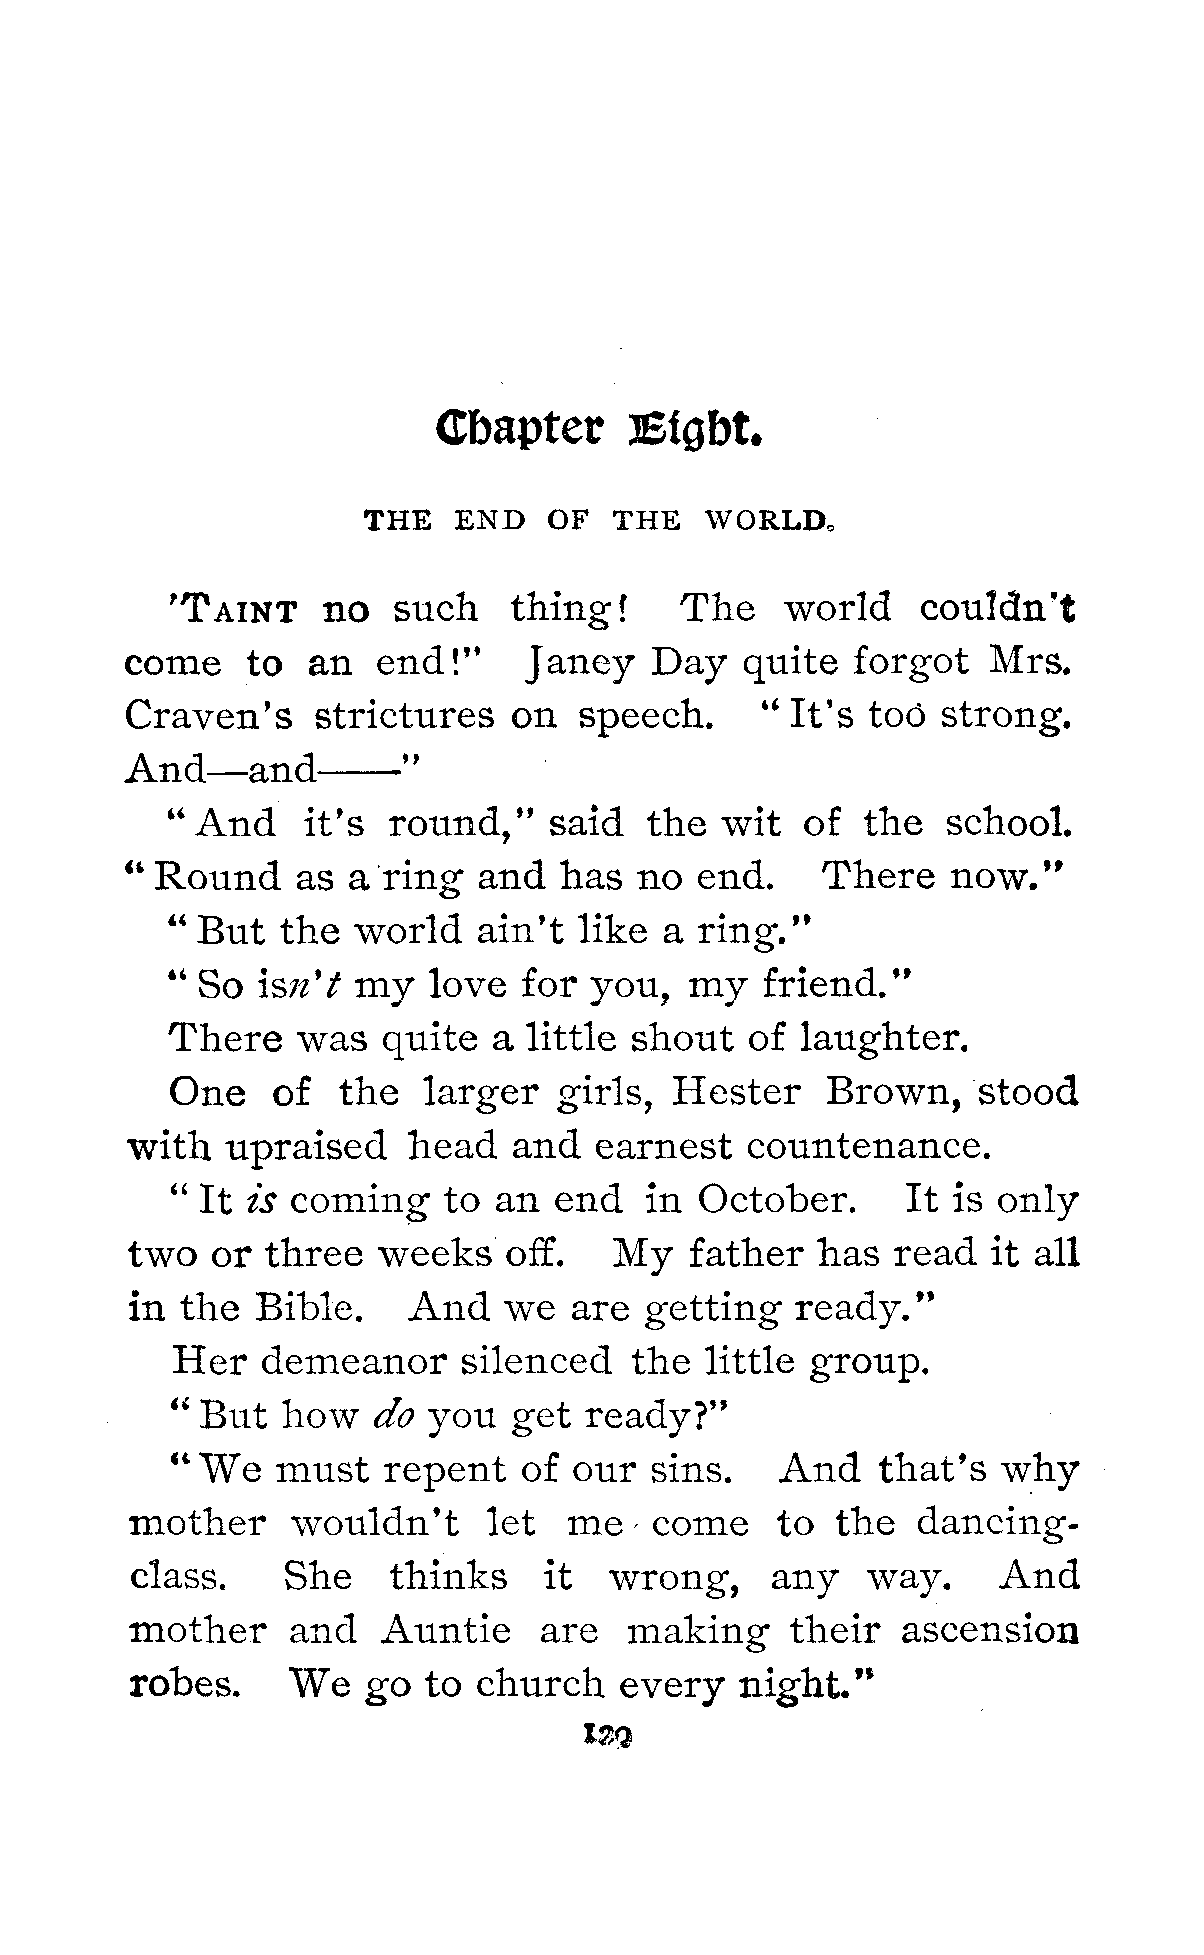 Chapter Eight.
THE END OF THE WORLD.
'TAINT no such thing! The world couldn't
come to an end!" Janey Day quite forgot Mrs.
Craven's strictures on speech. "It's too strong.
And—and——"
"And it's round," said the wit of the school.
"Round as a ring and has no end. There now."
"But the world ain't like a ring."
"So isn't my love for you, my friend."
There was quite a little shout of laughter.
One of the larger girls, Hester Brown, stood
with upraised head and earnest countenance.
"It is coming to an end in October. It is only
two or three weeks off. My father has read it all
in the Bible. And we are getting ready."
Her demeanor silenced the little group.
"But how do you get ready?"
"We must repent of our sins. And that's why
mother wouldn't let me come to the dancing-
class. She thinks it wrong, any way. And
mother and Auntie are making their ascension
robes. We go to church every night."
129